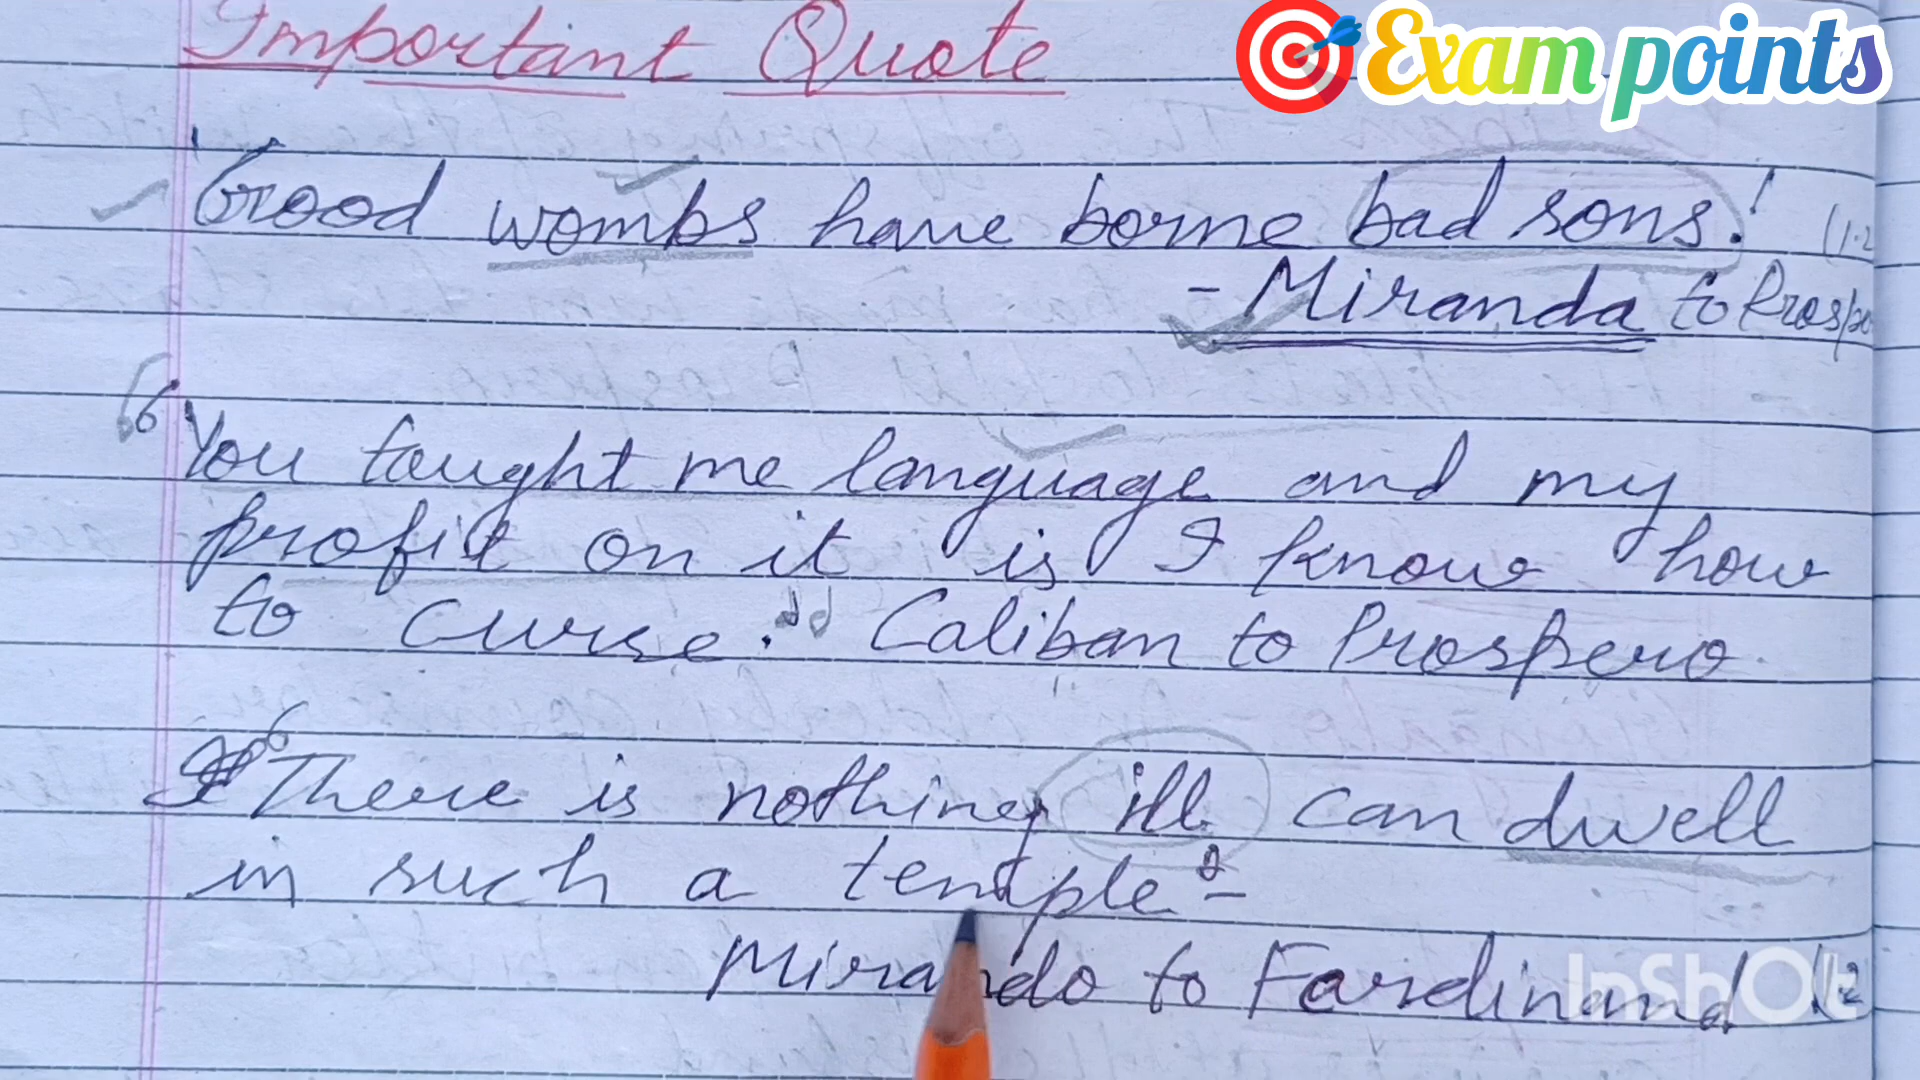 Important Quote
Exam points
'Good wombs have borne bad sons! (1.2
- Miranda to Prospe
"You taught me language and my
profit on it is I know how
to curse." Caliban to Prospero
"There is nothing ill can dwell
in such a temple" -
Mirando to Fardinand (1.2
InShOt